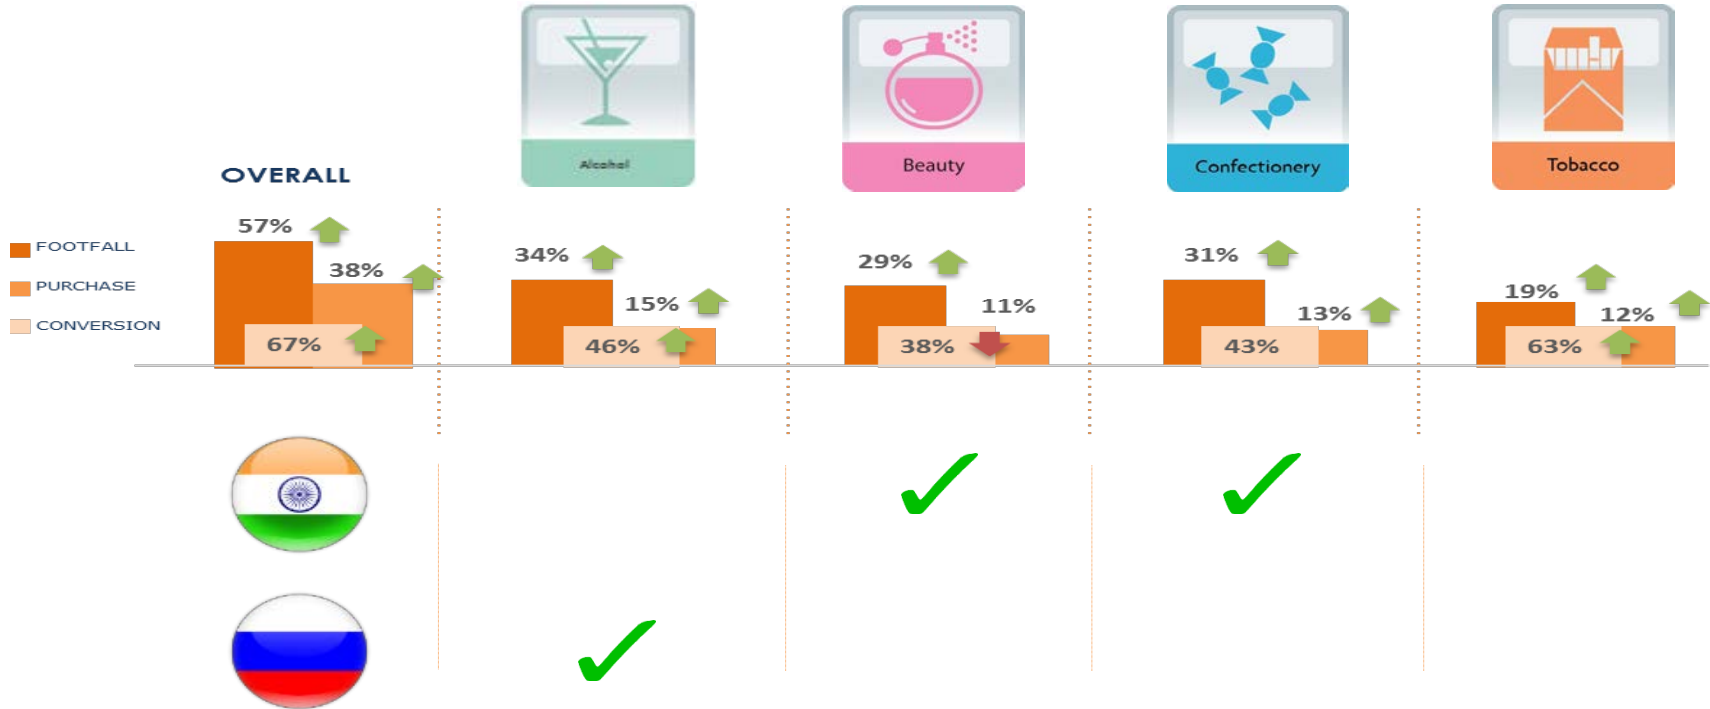 Alcohol
Beauty
Confectionery
Tobacco
OVERALL
FOOTFALL
PURCHASE
CONVERSION
57%
38%
67%
34%
15%
46%
29%
11%
38%
31%
13%
43%
19%
12%
63%